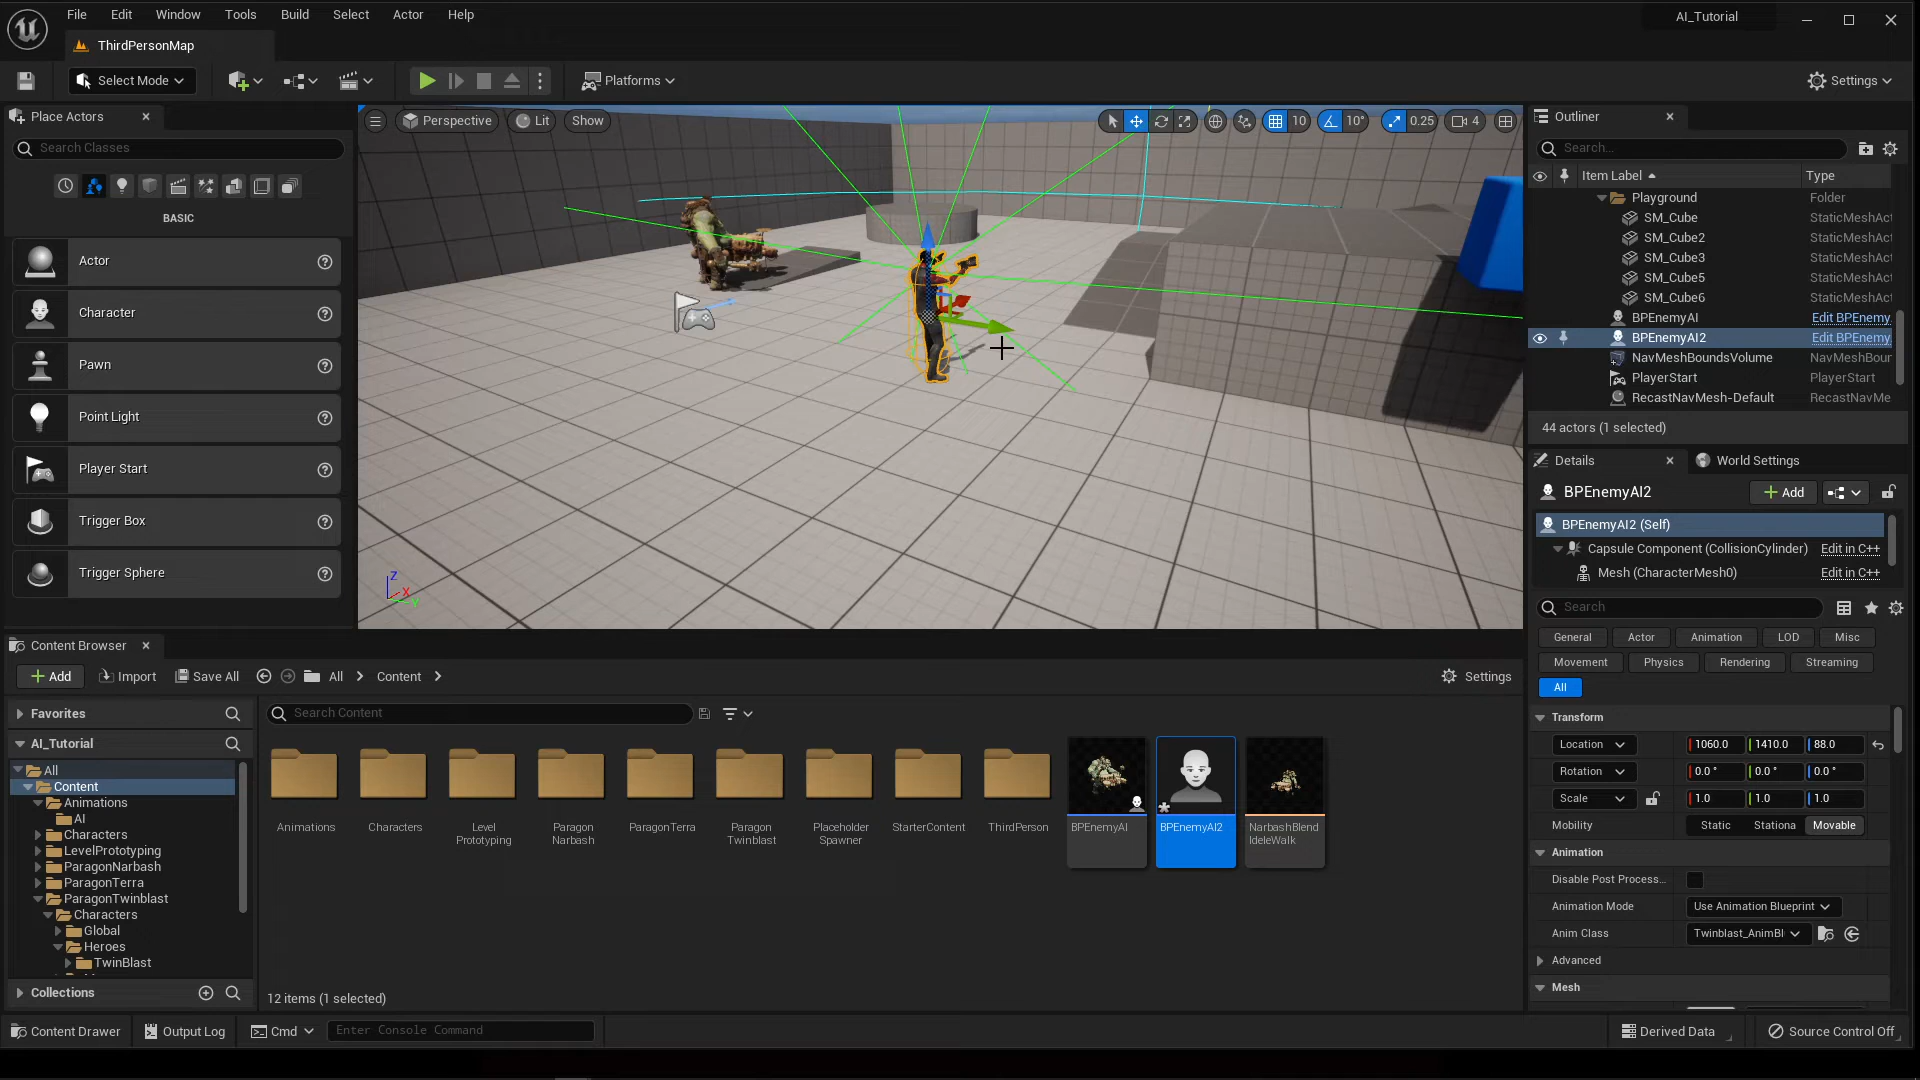 File Edit Window Tools Build Select Actor Help
AI_Tutorial
ThirdPersonMap
Select Mode
Platforms
Settings
Place Actors
Search Classes
BASIC
Actor
Character
Pawn
Point Light
Player Start
Trigger Box
Trigger Sphere
Perspective Lit Show
10 10° 0.25 4
Z
X
Y
Outliner
Search...
Item Label Type
Playground Folder
SM_Cube StaticMeshAct
SM_Cube2 StaticMeshAct
SM_Cube3 StaticMeshAct
SM_Cube5 StaticMeshAct
SM_Cube6 StaticMeshAct
BPEnemyAI Edit BPEnemy
BPEnemyAI2 Edit BPEnemy
NavMeshBoundsVolume NavMeshBour
PlayerStart PlayerStart
RecastNavMesh-Default RecastNavMe
44 actors (1 selected)
Details World Settings
BPEnemyAI2 Add
BPEnemyAI2 (Self)
Capsule Component (CollisionCylinder) Edit in C++
Mesh (CharacterMesh0) Edit in C++
Search
General Actor Animation LOD Misc
Movement Physics Rendering Streaming
All
Transform
Location 1060.0 1410.0 88.0
Rotation 0.0 ° 0.0 ° 0.0 °
Scale 1.0 1.0 1.0
Mobility Static Stationa Movable
Animation
Disable Post Process...
Animation Mode Use Animation Blueprint
Anim Class Twinblast_AnimBl
Advanced
Mesh
Content Browser
Add Import Save All All Content Settings
Favorites
AI_Tutorial
All
Content
Animations
AI
Characters
LevelPrototyping
ParagonNarbash
ParagonTerra
ParagonTwinblast
Characters
Global
Heroes
TwinBlast
Collections
Search Content
Animations
Characters
Level
Prototyping
Paragon
Narbash
ParagonTerra
Paragon
Twinblast
Placeholder
Spawner
StarterContent
ThirdPerson
BPEnemyAI
BPEnemyAI2
NarbashBlend
IdeleWalk
12 items (1 selected)
Content Drawer Output Log Cmd Enter Console Command Derived Data Source Control Off